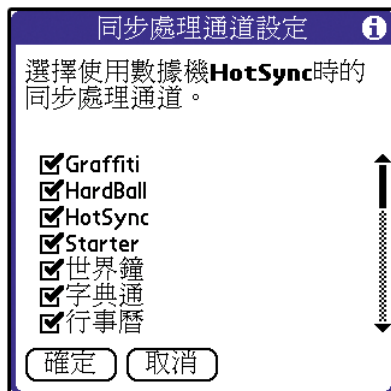 同步處理通道設定
選擇使用數據機HotSync時的
同步處理通道。
Graffiti
HardBall
HotSync
Starter
世界鐘
字典通
行事曆
確定 取消